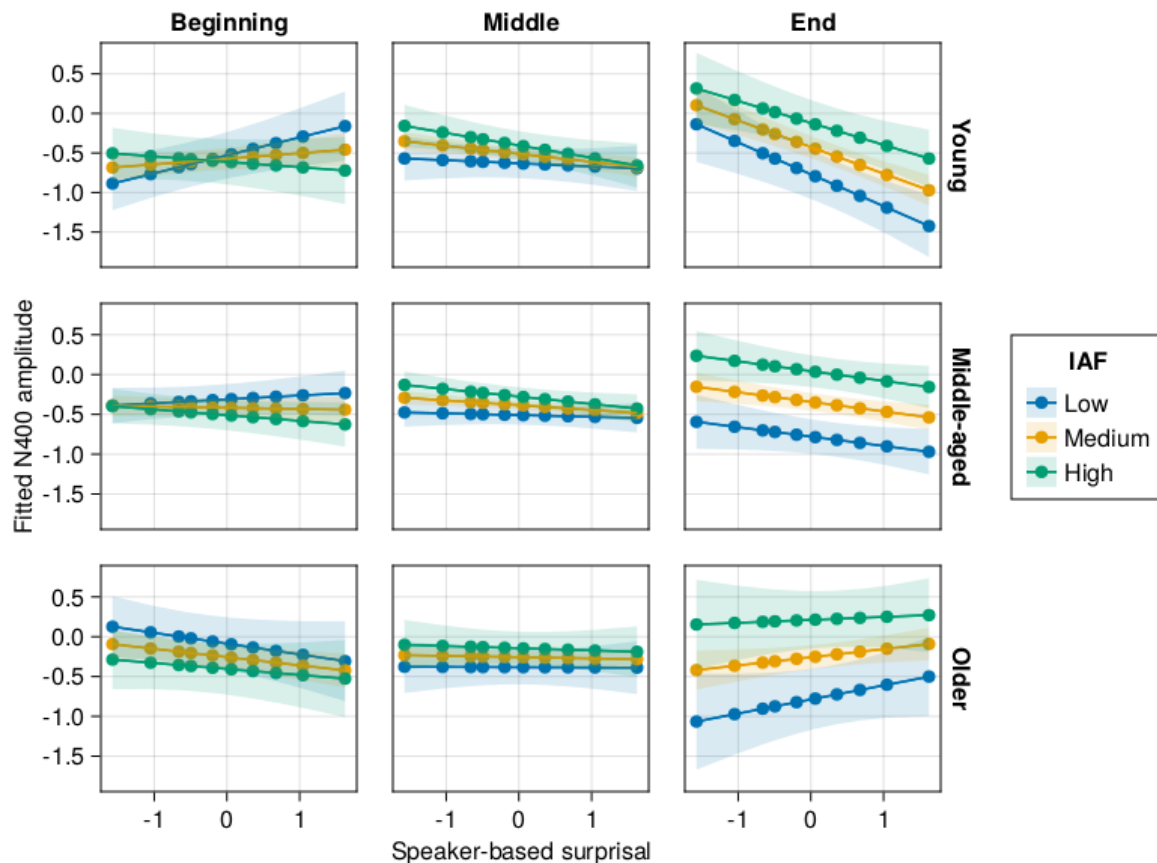 Beginning Middle End
0.5
0.0
-0.5
-1.0
-1.5
Young
0.5
0.0
-0.5
-1.0
-1.5
Middle-aged
0.5
0.0
-0.5
-1.0
-1.5
Older
Fitted N400 amplitude
-1 0 1 -1 0 1 -1 0 1
Speaker-based surprisal
IAF
Low
Medium
High